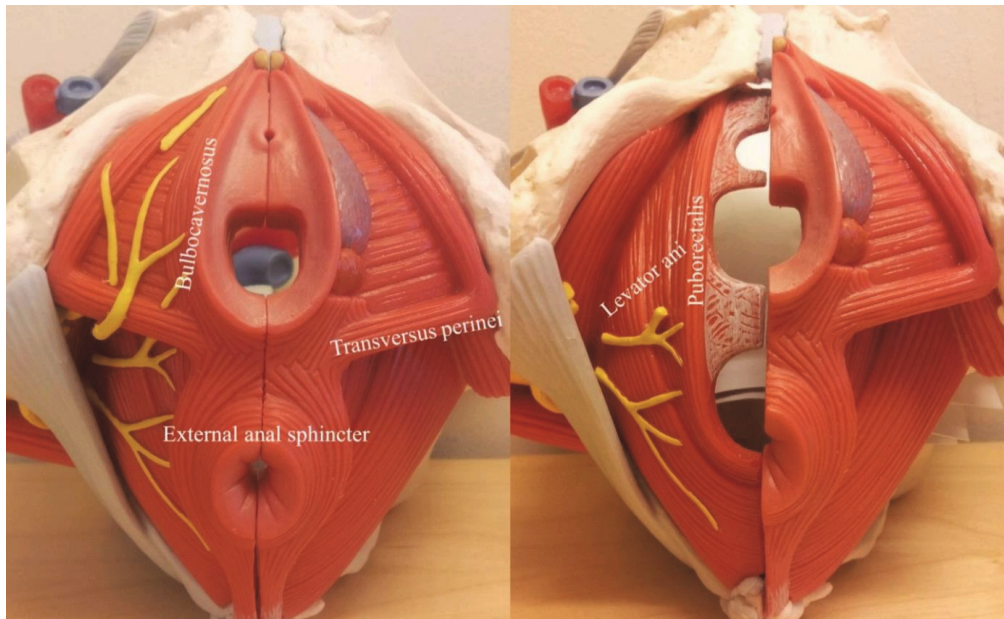 Bulbocavernosus
Transversus perinei
External anal sphincter
Levator ani
Puborectalis